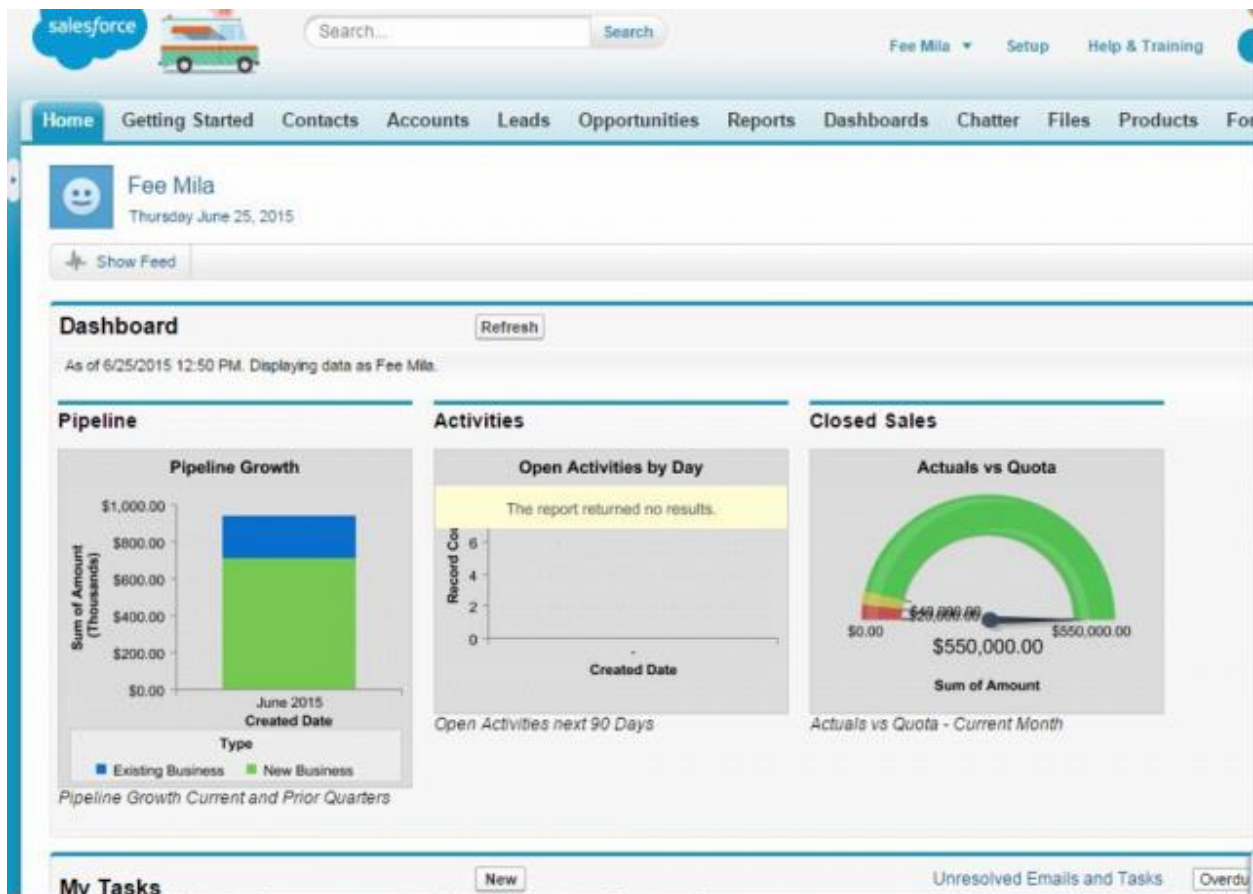 salesforce
Search...
Search
Fee Mila
Setup
Help & Training
Home
Getting Started
Contacts
Accounts
Leads
Opportunities
Reports
Dashboards
Chatter
Files
Products
For
Fee Mila
Thursday June 25, 2015
Show Feed
Dashboard
Refresh
As of 6/25/2015 12:50 PM. Displaying data as Fee Mila.
Pipeline
Pipeline Growth
Sum of Amount
(Thousands)
$1,000.00
$800.00
$600.00
$400.00
$200.00
$0.00
June 2015
Created Date
Type
Existing Business
New Business
Pipeline Growth Current and Prior Quarters
Activities
Open Activities by Day
The report returned no results.
Record Cou
6
4
2
0
-
Created Date
Open Activities next 90 Days
Closed Sales
Actuals vs Quota
$0.00
$550,000.00
$550,000.00
Sum of Amount
Actuals vs Quota - Current Month
My Tasks
New
Unresolved Emails and Tasks
Overdu